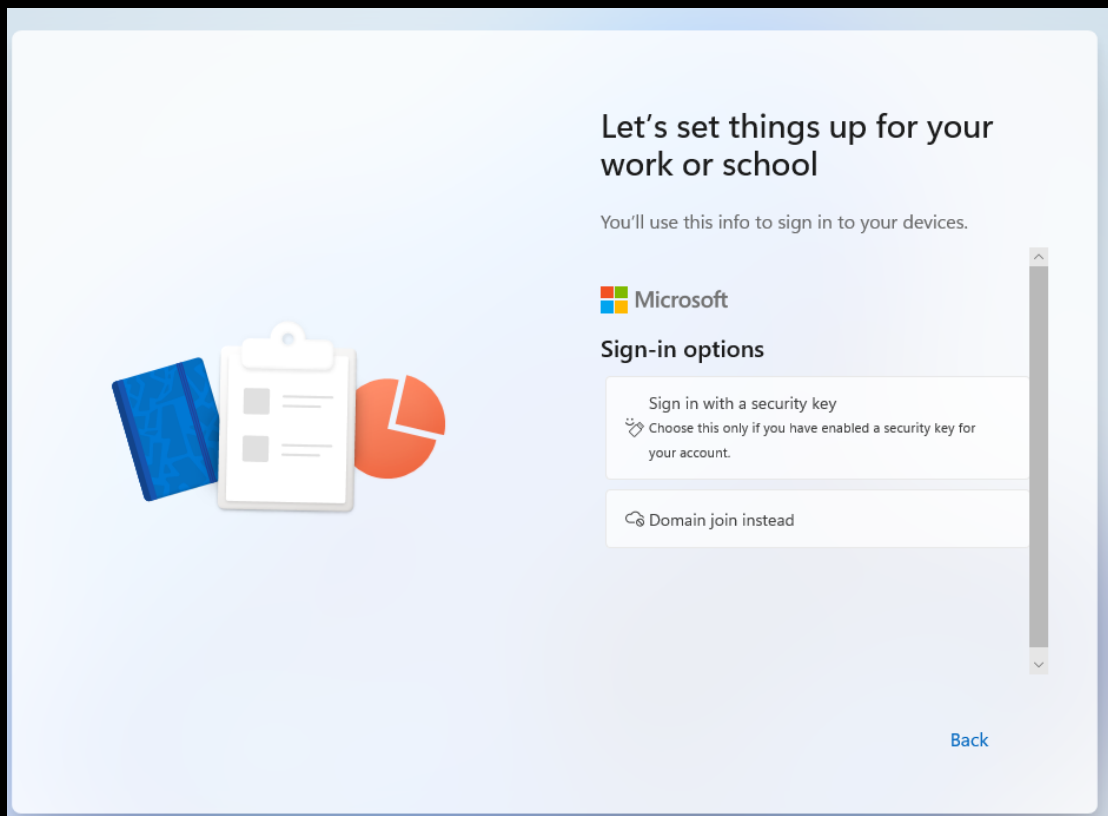 Let’s set things up for your
work or school
You’ll use this info to sign in to your devices.
Microsoft
Sign-in options
Sign in with a security key
Choose this only if you have enabled a security key for
your account.
Domain join instead
Back